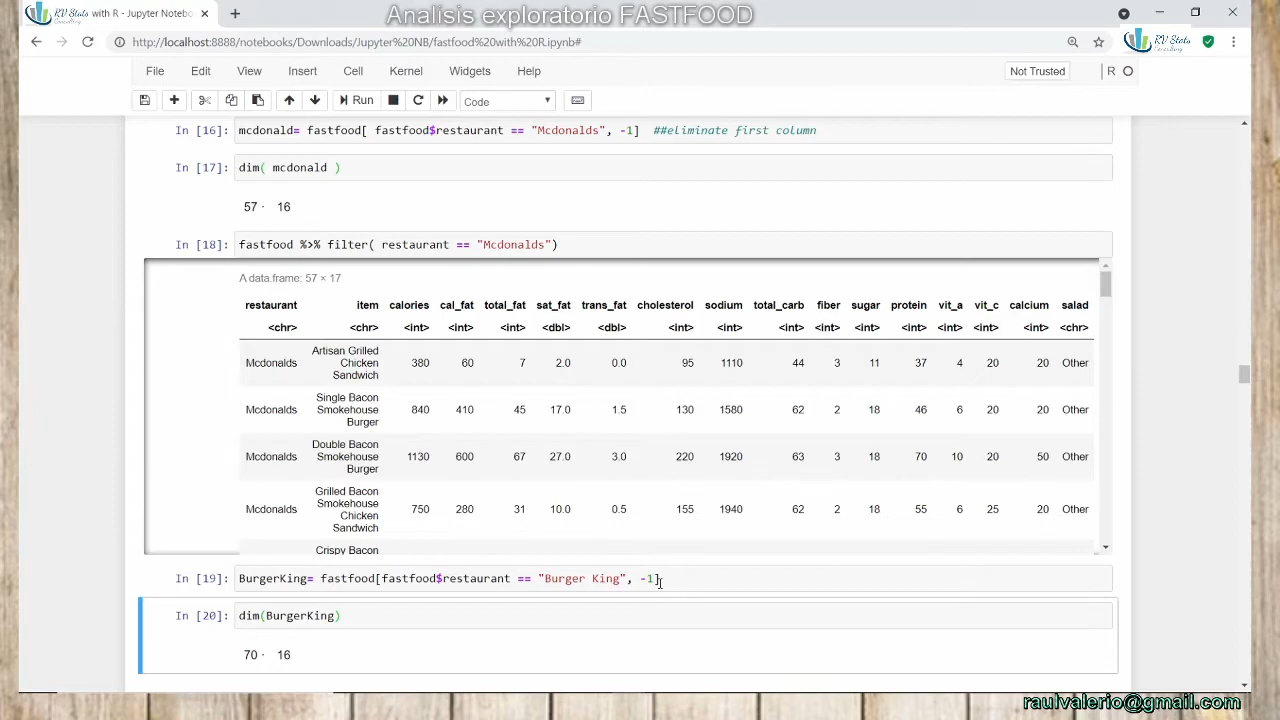 Analisis exploratorio FASTFOOD
RV Stats
Consulting
with R - Jupyter Notebo
http://localhost:8888/notebooks/Downloads/Jupyter%20NB/fastfood%20with%20R.ipynb#
RV Stats
Consulting
File Edit View Insert Cell Kernel Widgets Help Not Trusted R
Run Code
In [16]: mcdonald= fastfood[ fastfood$restaurant == "Mcdonalds", -1] ##eliminate first column
In [17]: dim( mcdonald )
57 · 16
In [18]: fastfood %>% filter( restaurant == "Mcdonalds")
A data.frame: 57 × 17
restaurant item calories cal_fat total_fat sat_fat trans_fat cholesterol sodium total_carb fiber sugar protein vit_a vit_c calcium salad
<chr> <chr> <int> <int> <int> <dbl> <dbl> <int> <int> <int> <int> <int> <int> <int> <int> <int> <chr>
Artisan Grilled
Chicken
Sandwich
Mcdonalds 380 60 7 2.0 0.0 95 1110 44 3 11 37 4 20 20 Other
Single Bacon
Smokehouse
Burger
Mcdonalds 840 410 45 17.0 1.5 130 1580 62 2 18 46 6 20 20 Other
Double Bacon
Smokehouse
Burger
Mcdonalds 1130 600 67 27.0 3.0 220 1920 63 3 18 70 10 20 50 Other
Grilled Bacon
Smokehouse
Chicken
Sandwich
Mcdonalds 750 280 31 10.0 0.5 155 1940 62 2 18 55 6 25 20 Other
Crispy Bacon
In [19]: BurgerKing= fastfood[fastfood$restaurant == "Burger King", -1]
In [20]: dim(BurgerKing)
70 · 16
raulvalerio@gmail.com